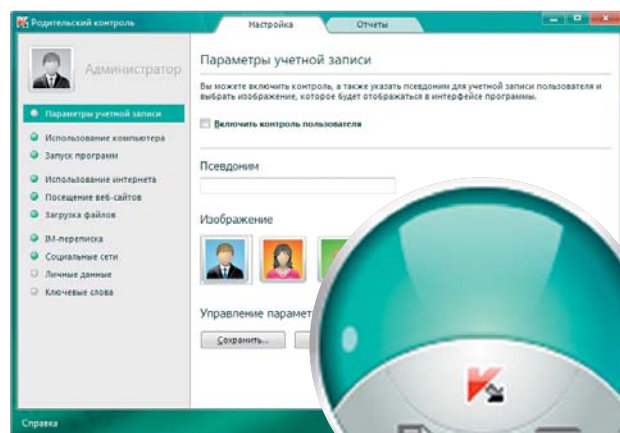 Родительский контроль
Настройка
Отчеты
Администратор
Параметры учетной записи
Использование компьютера
Запуск программ
Использование интернета
Посещение веб-сайтов
Загрузка файлов
IM-переписка
Социальные сети
Личные данные
Ключевые слова
Параметры учетной записи
Вы можете включить контроль, а также указать псевдоним для учетной записи пользователя и
выбрать изображение, которое будет отображаться в интерфейсе программы.
Включить контроль пользователя
Псевдоним
Изображение
Управление парамет
Сохранить...
Справка